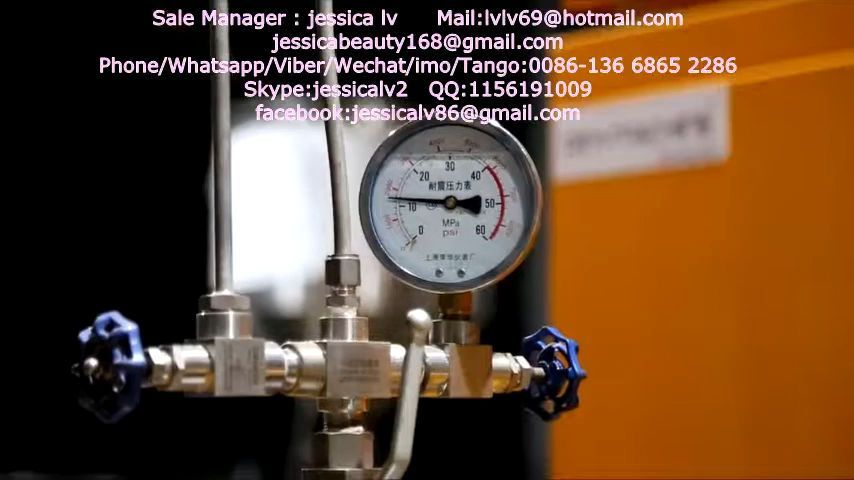 Sale Manager : jessica lv Mail:lvlv69@hotmail.com
jessicabeauty168@gmail.com
Phone/Whatsapp/Viber/Wechat/imo/Tango:0086-136 6865 2286
Skype:jessicalv2 QQ:1156191009
facebook:jessicalv86@gmail.com
30
20 40
耐震压力表
10 50
MPa
psi
0 60